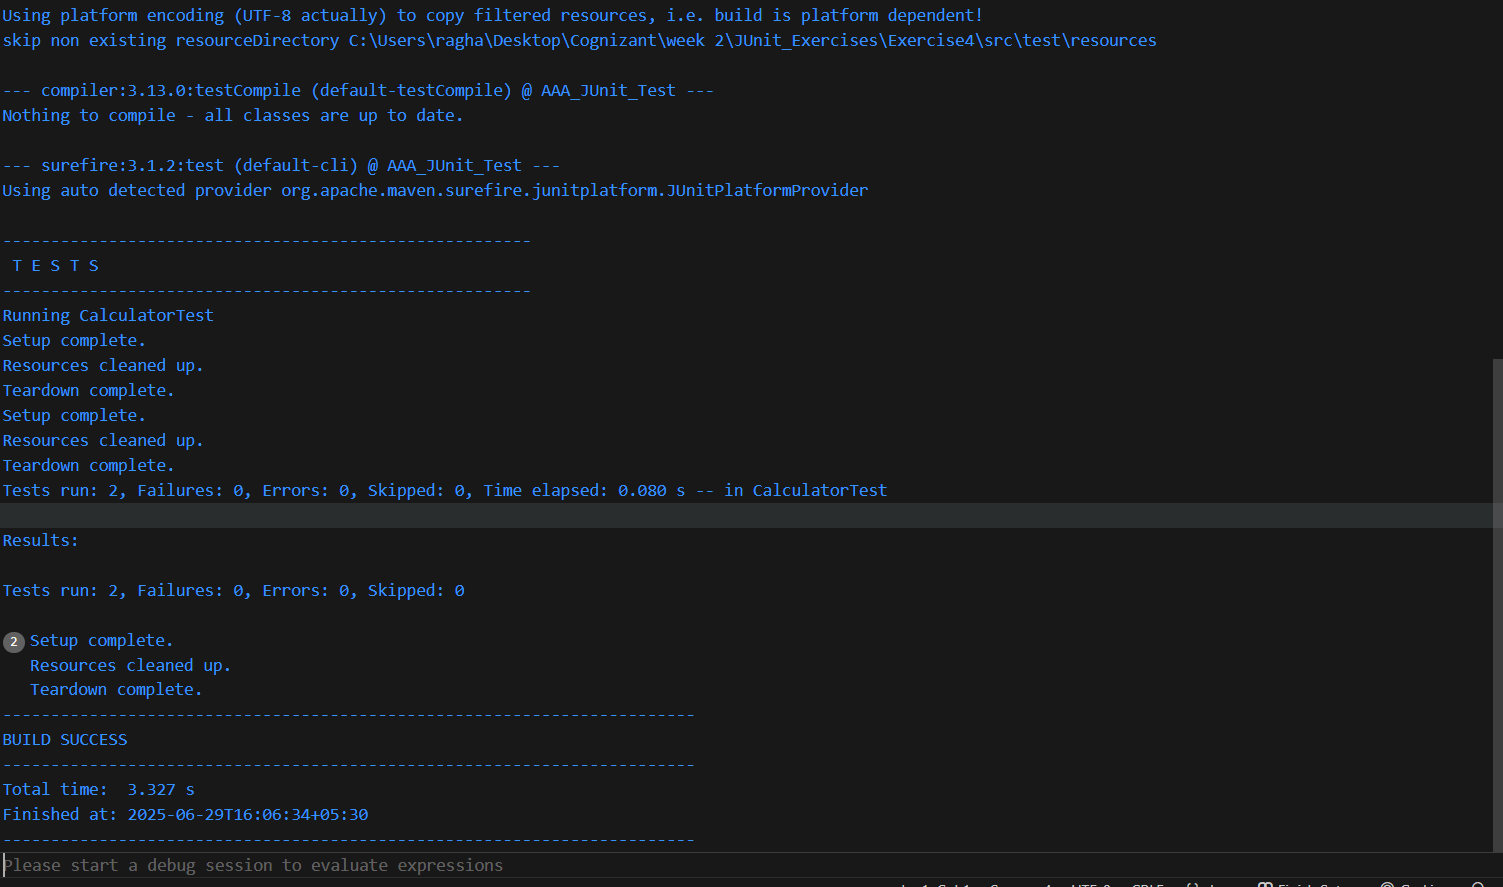 Using platform encoding (UTF-8 actually) to copy filtered resources, i.e. build is platform dependent!
skip non existing resourceDirectory C:\Users\ragha\Desktop\Cognizant\week 2\JUnit_Exercises\Exercise4\src\test\resources
--- compiler:3.13.0:testCompile (default-testCompile) @ AAA_JUnit_Test ---
Nothing to compile - all classes are up to date.
--- surefire:3.1.2:test (default-cli) @ AAA_JUnit_Test ---
Using auto detected provider org.apache.maven.surefire.junitplatform.JUnitPlatformProvider
-------------------------------------------------------
T E S T S
-------------------------------------------------------
Running CalculatorTest
Setup complete.
Resources cleaned up.
Teardown complete.
Setup complete.
Resources cleaned up.
Teardown complete.
Tests run: 2, Failures: 0, Errors: 0, Skipped: 0, Time elapsed: 0.080 s -- in CalculatorTest
Results:
Tests run: 2, Failures: 0, Errors: 0, Skipped: 0
2 Setup complete.
Resources cleaned up.
Teardown complete.
------------------------------------------------------------------------
BUILD SUCCESS
------------------------------------------------------------------------
Total time:  3.327 s
Finished at: 2025-06-29T16:06:34+05:30
------------------------------------------------------------------------
Please start a debug session to evaluate expressions